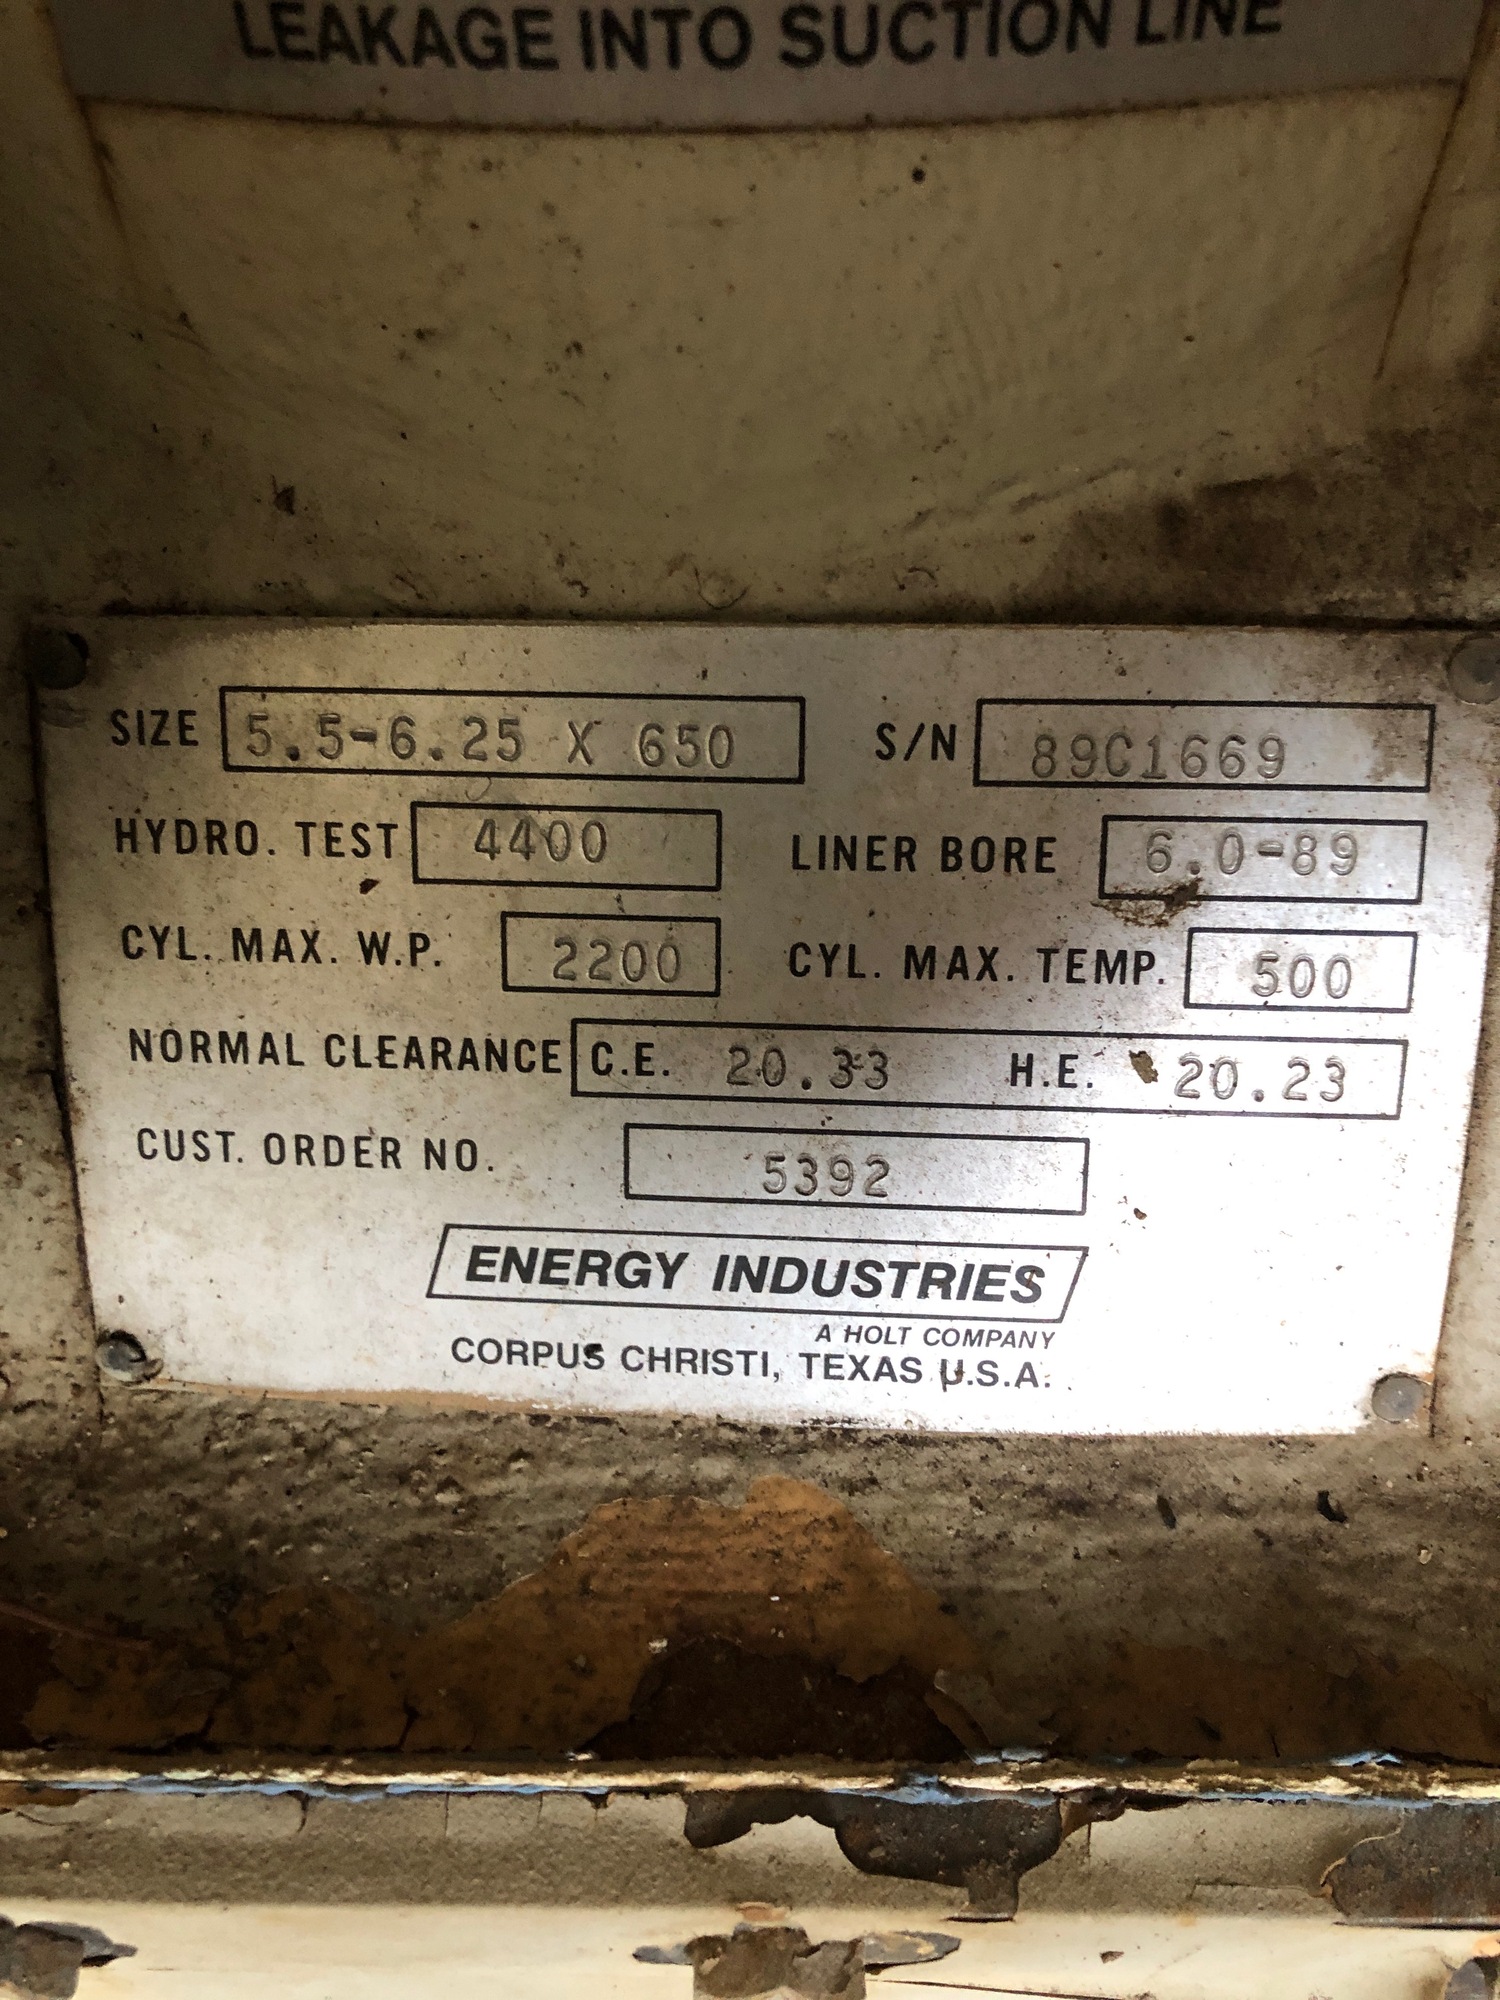 LEAKAGE INTO SUCTION LINE
SIZE 5.5-6.25 X 650 S/N 89C1669
HYDRO. TEST 4400 LINER BORE 6.0-89
CYL. MAX. W.P. 2200 CYL. MAX. TEMP. 500
NORMAL CLEARANCE C.E. 20.33 H.E. 20.23
CUST. ORDER NO. 5392
ENERGY INDUSTRIES
A HOLT COMPANY
CORPUS CHRISTI, TEXAS U.S.A.